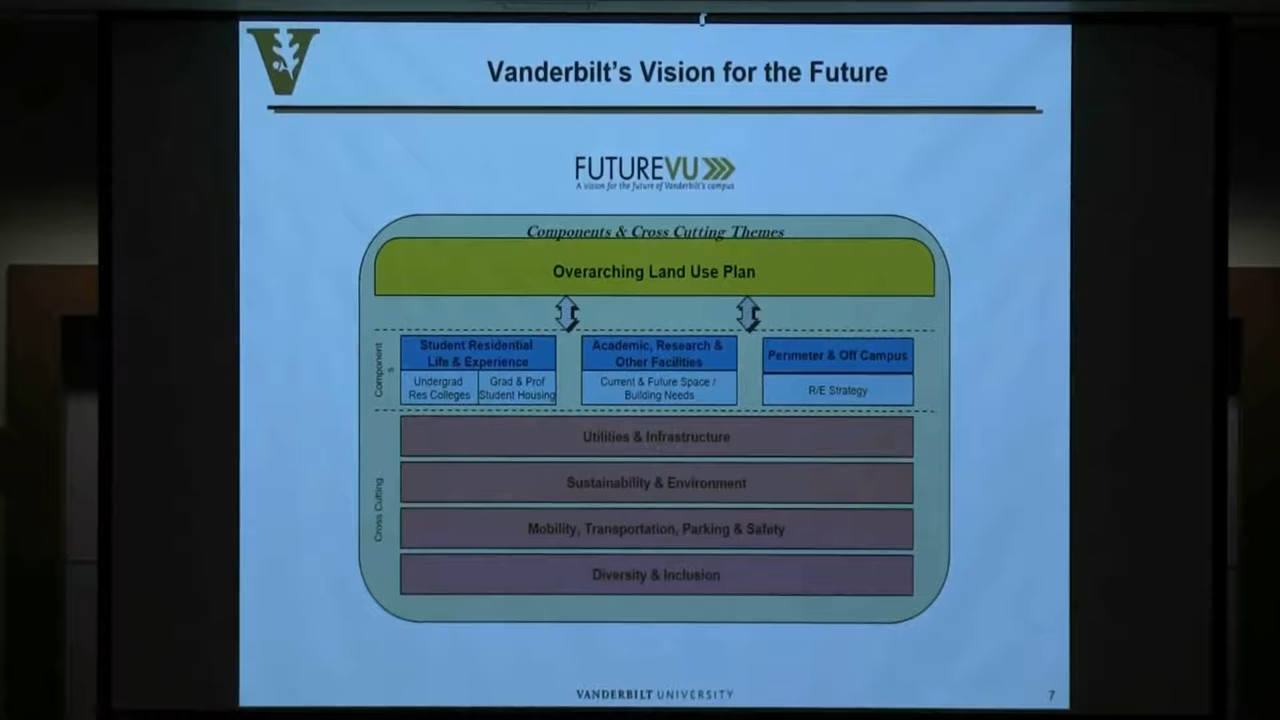 Vanderbilt's Vision for the Future
FUTUREVU
A vision for the future of Vanderbilt's campus
Components & Cross Cutting Themes
Overarching Land Use Plan
Component
s
Student Residential
Life & Experience
Undergrad
Res Colleges
Grad & Prof
Student Housing
Academic, Research &
Other Facilities
Current & Future Space /
Building Needs
Perimeter & Off Campus
R/E Strategy
Cross Cutting
Utilities & Infrastructure
Sustainability & Environment
Mobility, Transportation, Parking & Safety
Diversity & Inclusion
VANDERBILT UNIVERSITY
7